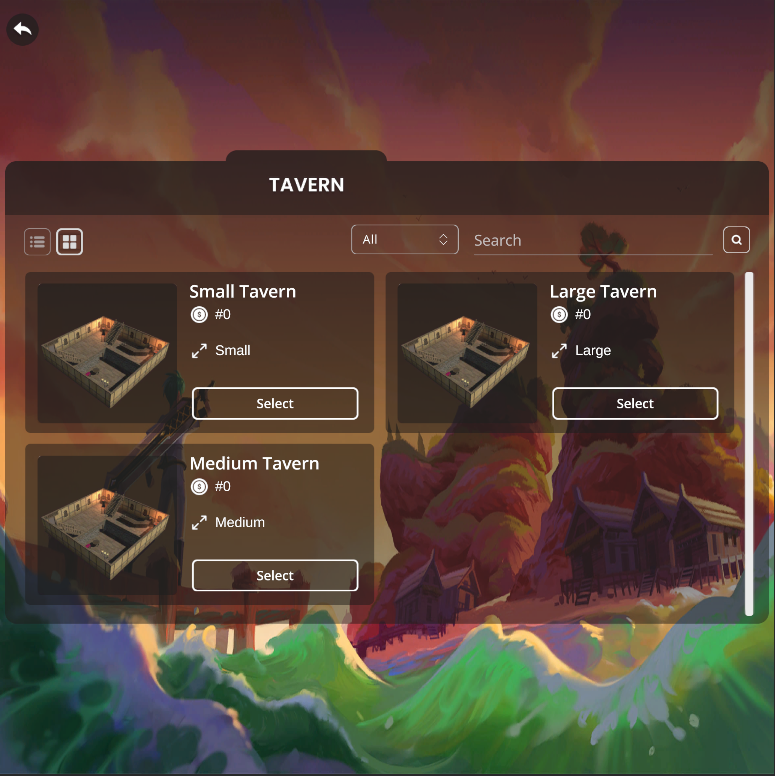 TAVERN
All
Search
Small Tavern
#0
Small
Select
Large Tavern
#0
Large
Select
Medium Tavern
#0
Medium
Select